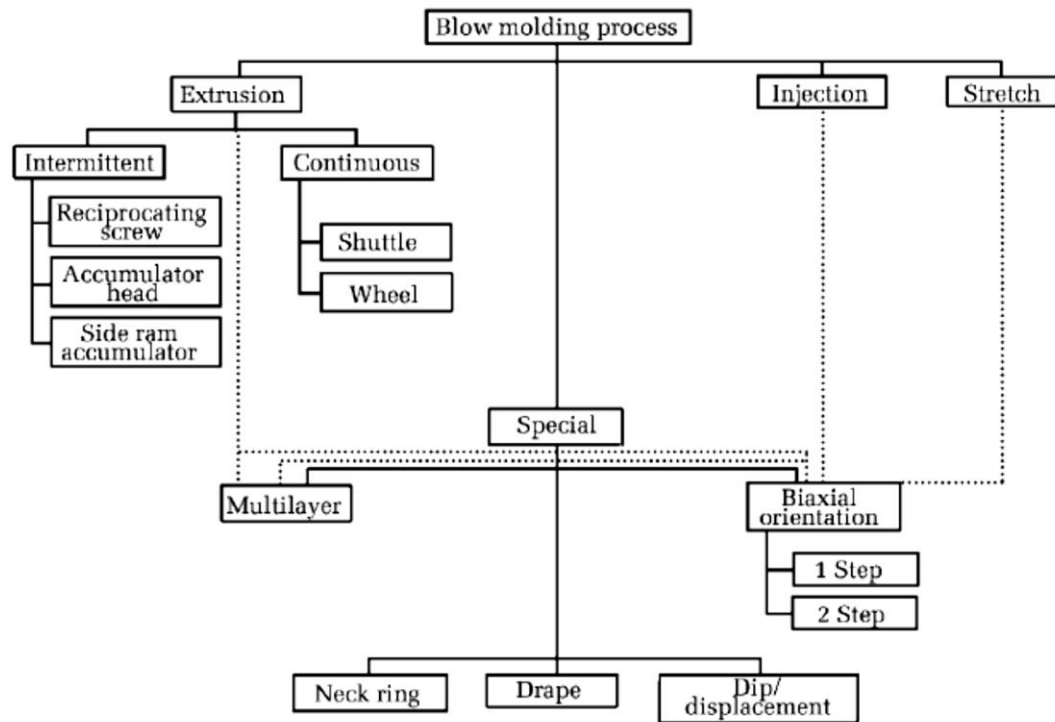 Blow molding process
Extrusion
Injection
Stretch
Intermittent
Continuous
Reciprocating
screw
Shuttle
Accumulator
head
Wheel
Side ram
accumulator
Special
Multilayer
Biaxial
orientation
1 Step
2 Step
Neck ring
Drape
Dip/
displacement